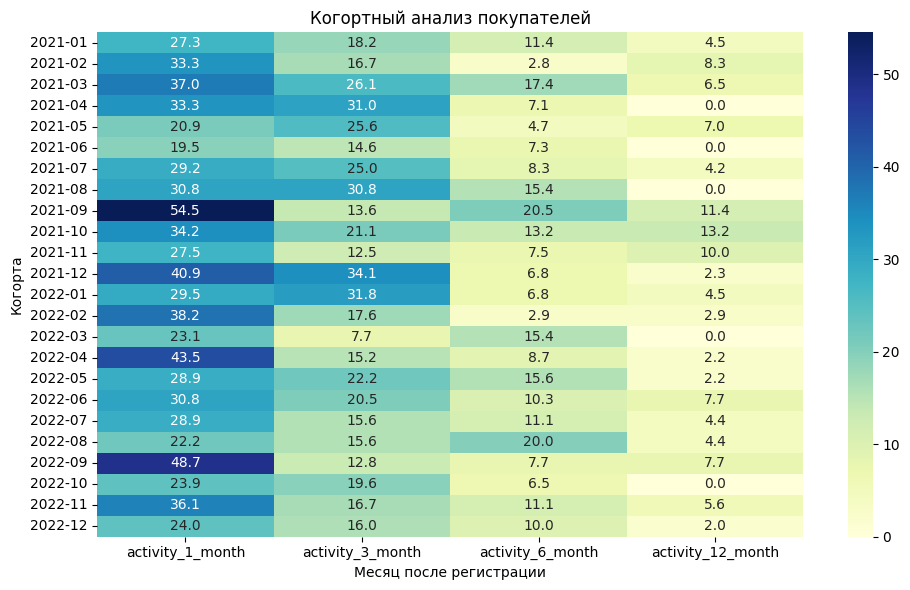 Когортный анализ покупателей
Когорта
2021-01 27.3 18.2 11.4 4.5
2021-02 33.3 16.7 2.8 8.3
2021-03 37.0 26.1 17.4 6.5
2021-04 33.3 31.0 7.1 0.0
2021-05 20.9 25.6 4.7 7.0
2021-06 19.5 14.6 7.3 0.0
2021-07 29.2 25.0 8.3 4.2
2021-08 30.8 30.8 15.4 0.0
2021-09 54.5 13.6 20.5 11.4
2021-10 34.2 21.1 13.2 13.2
2021-11 27.5 12.5 7.5 10.0
2021-12 40.9 34.1 6.8 2.3
2022-01 29.5 31.8 6.8 4.5
2022-02 38.2 17.6 2.9 2.9
2022-03 23.1 7.7 15.4 0.0
2022-04 43.5 15.2 8.7 2.2
2022-05 28.9 22.2 15.6 2.2
2022-06 30.8 20.5 10.3 7.7
2022-07 28.9 15.6 11.1 4.4
2022-08 22.2 15.6 20.0 4.4
2022-09 48.7 12.8 7.7 7.7
2022-10 23.9 19.6 6.5 0.0
2022-11 36.1 16.7 11.1 5.6
2022-12 24.0 16.0 10.0 2.0
activity_1_month activity_3_month activity_6_month activity_12_month
Месяц после регистрации
50
40
30
20
10
0